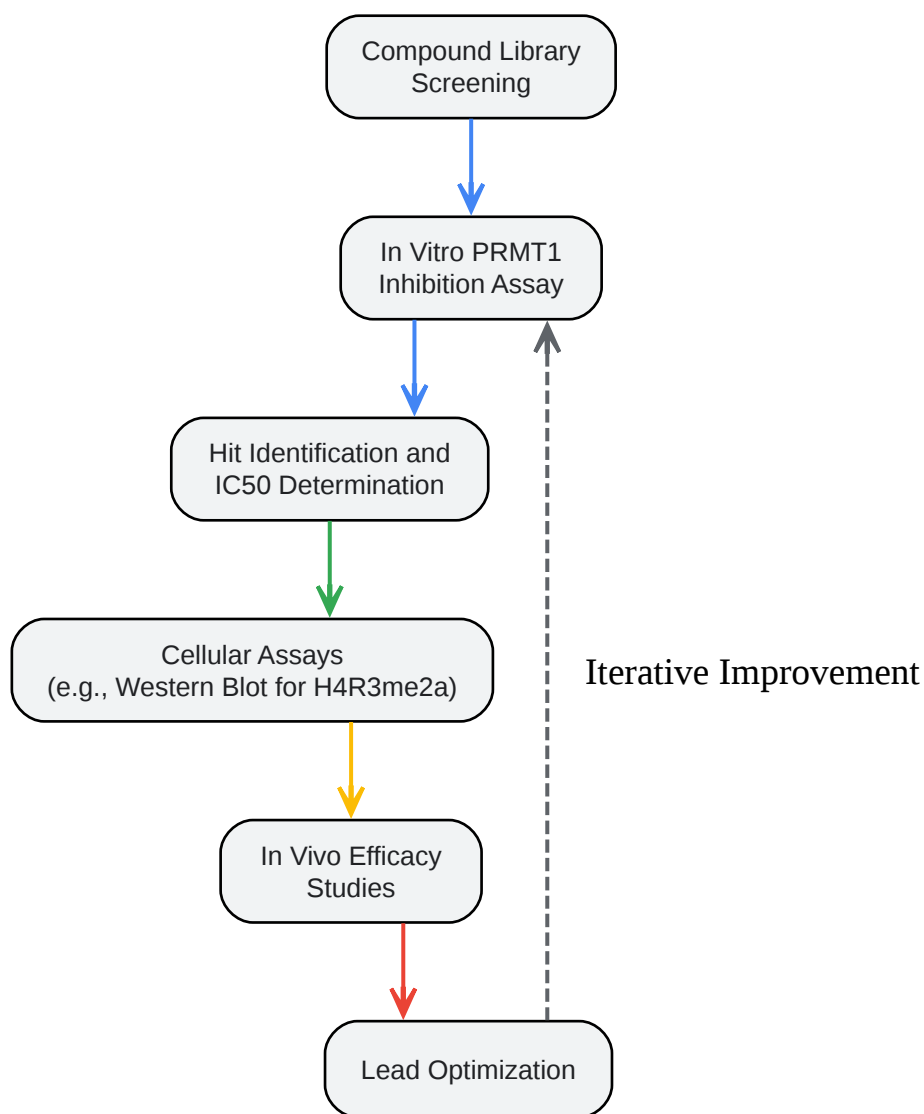 Compound Library
Screening
In Vitro PRMT1
Inhibition Assay
Hit Identification and
IC50 Determination
Cellular Assays
(e.g., Western Blot for H4R3me2a)
Iterative Improvement
In Vivo Efficacy
Studies
Lead Optimization